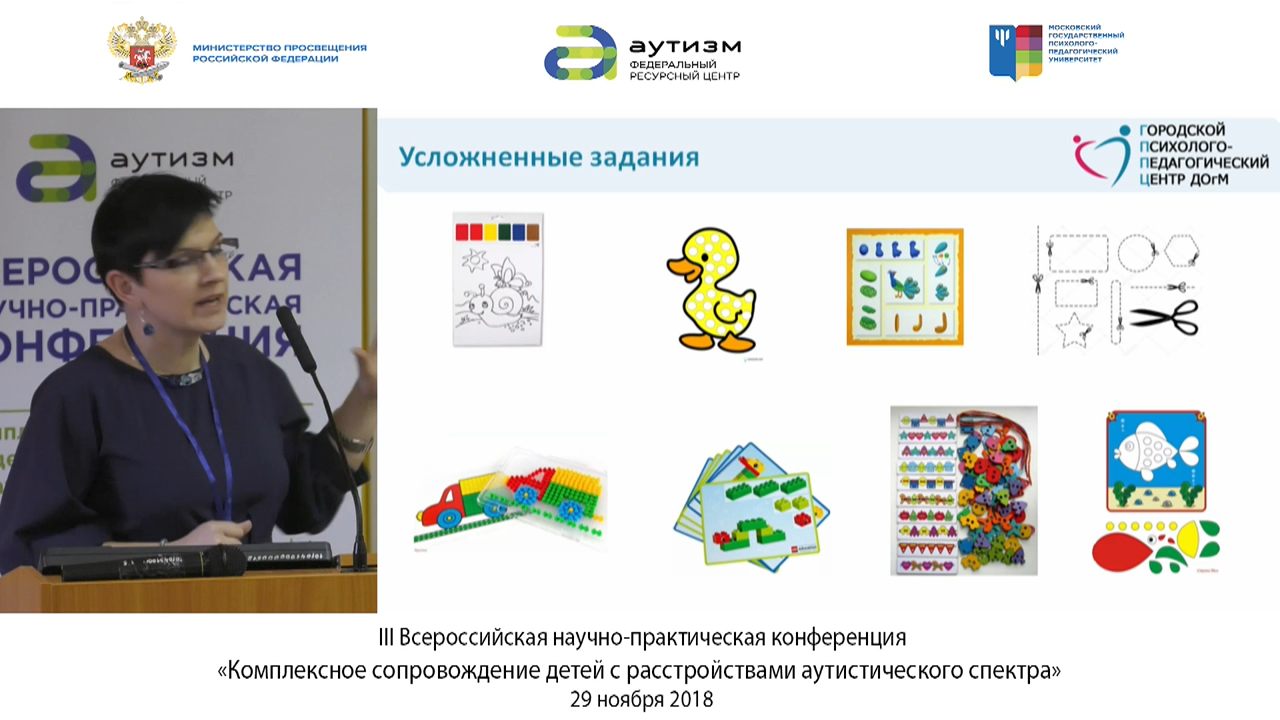 МИНИСТЕРСТВО ПРОСВЕЩЕНИЯ
РОССИЙСКОЙ ФЕДЕРАЦИИ
аутизм
ФЕДЕРАЛЬНЫЙ
РЕСУРСНЫЙ ЦЕНТР
МОСКОВСКИЙ
ГОСУДАРСТВЕННЫЙ
ПСИХОЛОГО-
ПЕДАГОГИЧЕСКИЙ
УНИВЕРСИТЕТ
аутизм
Усложненные задания
ГОРОДСКОЙ
ПСИХОЛОГО-
ПЕДАГОГИЧЕСКИЙ
ЦЕНТР ДОгМ
III Всероссийская научно-практическая конференция
«Комплексное сопровождение детей с расстройствами аутистического спектра»
29 ноября 2018